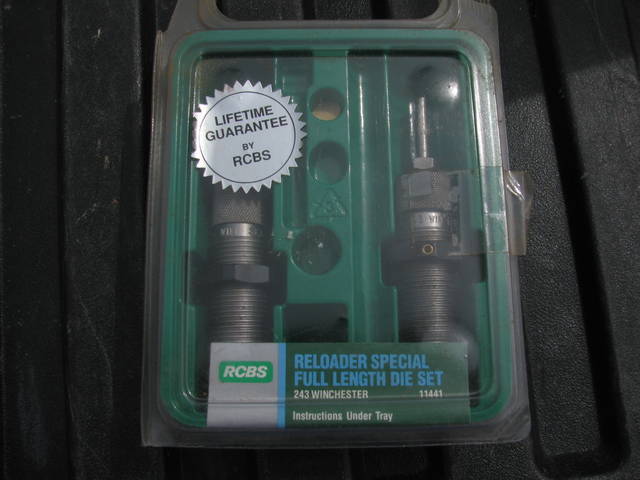 LIFETIME
GUARANTEE
BY
RCBS
RCBS
RELOADER SPECIAL
FULL LENGTH DIE SET
243 WINCHESTER 11441
Instructions Under Tray